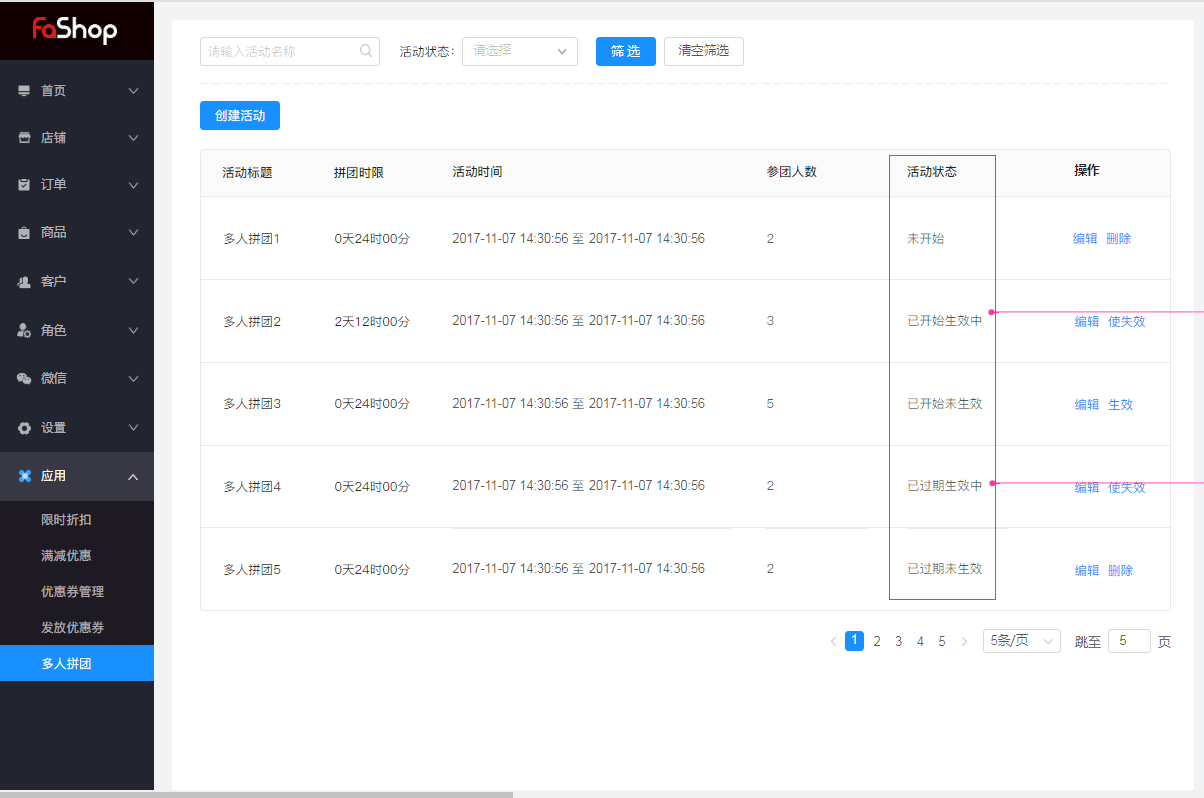 FaShop
首页
店铺
订单
商品
客户
角色
微信
设置
应用
限时折扣
满减优惠
优惠券管理
发放优惠券
多人拼团
请输入活动名称 活动状态: 请选择 筛 选 清空筛选
创建活动
活动标题 拼团时限 活动时间 参团人数 活动状态 操作
多人拼团1 0天24时00分 2017-11-07 14:30:56 至 2017-11-07 14:30:56 2 未开始 编辑 删除
多人拼团2 2天12时00分 2017-11-07 14:30:56 至 2017-11-07 14:30:56 3 已开始生效中 编辑 使失效
多人拼团3 0天24时00分 2017-11-07 14:30:56 至 2017-11-07 14:30:56 5 已开始未生效 编辑 生效
多人拼团4 0天24时00分 2017-11-07 14:30:56 至 2017-11-07 14:30:56 2 已过期生效中 编辑 使失效
多人拼团5 0天24时00分 2017-11-07 14:30:56 至 2017-11-07 14:30:56 2 已过期未生效 编辑 删除
1 2 3 4 5 5条/页 跳至 5 页